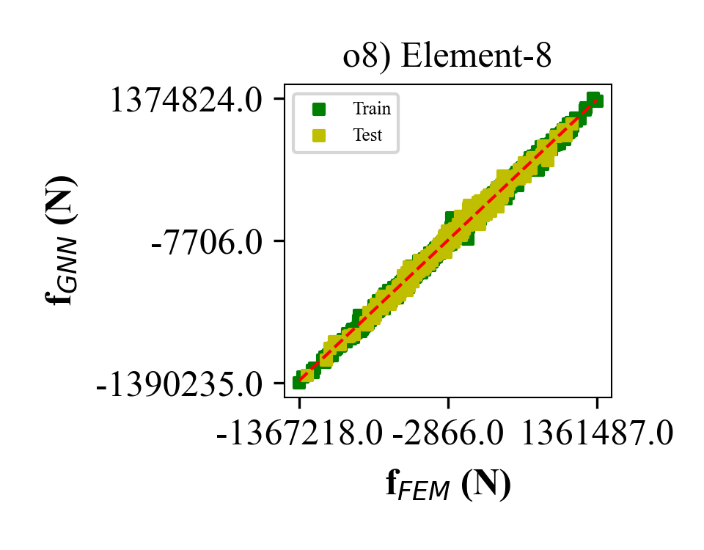 o8) Element-8
1374824.0
Train
Test
f_GNN (N)
-7706.0
-1390235.0
-1367218.0 -2866.0 1361487.0
f_FEM (N)